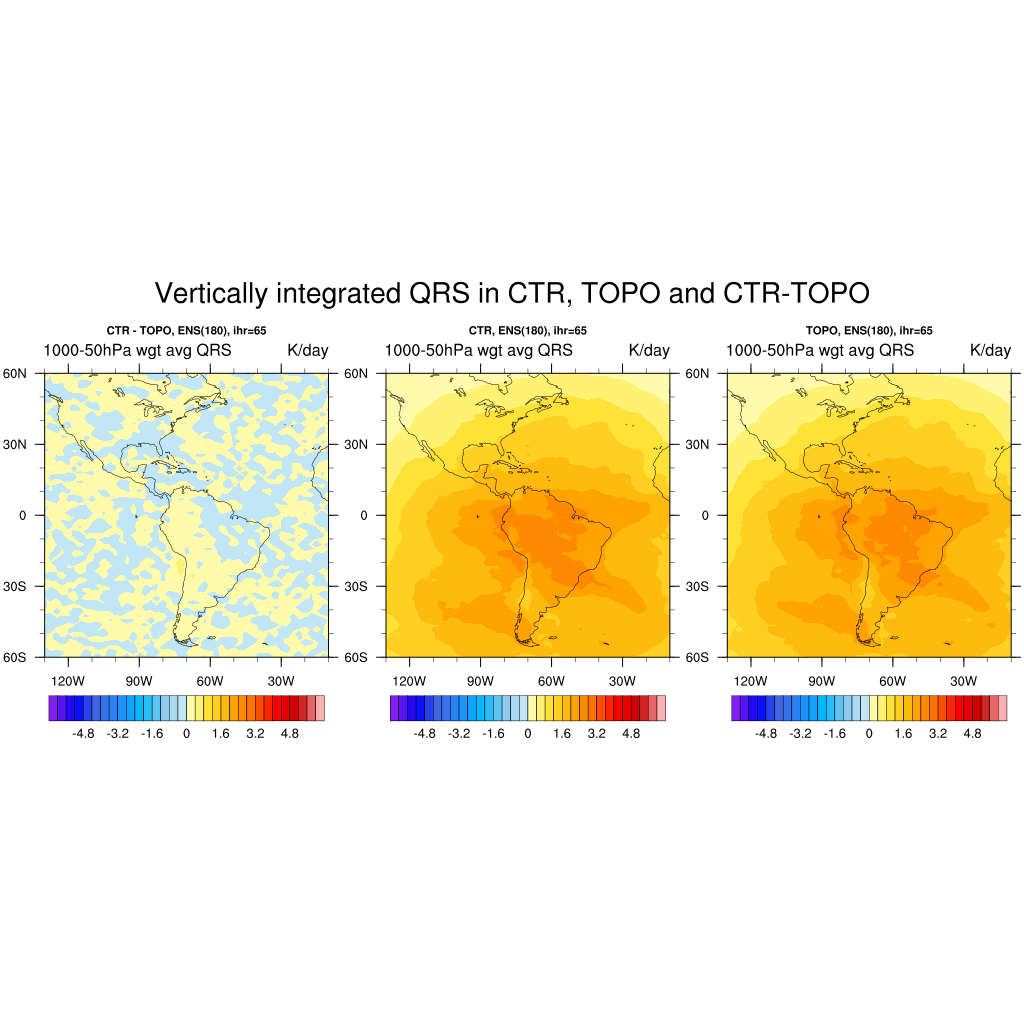 Vertically integrated QRS in CTR, TOPO and CTR-TOPO
CTR - TOPO, ENS(180), ihr=65
1000-50hPa wgt avg QRS K/day
60N
30N
0
30S
60S
120W 90W 60W 30W
-4.8 -3.2 -1.6 0 1.6 3.2 4.8
CTR, ENS(180), ihr=65
1000-50hPa wgt avg QRS K/day
60N
30N
0
30S
60S
120W 90W 60W 30W
-4.8 -3.2 -1.6 0 1.6 3.2 4.8
TOPO, ENS(180), ihr=65
1000-50hPa wgt avg QRS K/day
60N
30N
0
30S
60S
120W 90W 60W 30W
-4.8 -3.2 -1.6 0 1.6 3.2 4.8